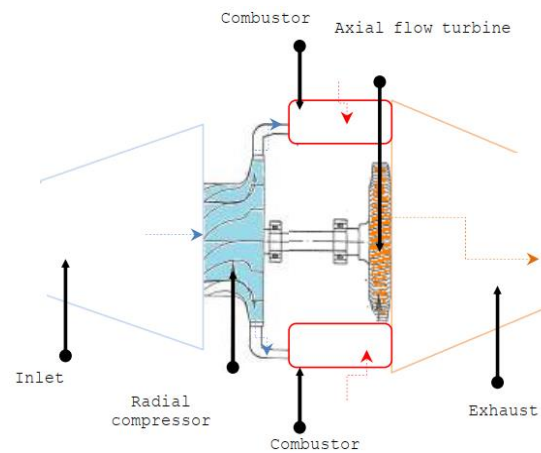 Combustor
Axial flow turbine
Inlet
Radial
compressor
Combustor
Exhaust